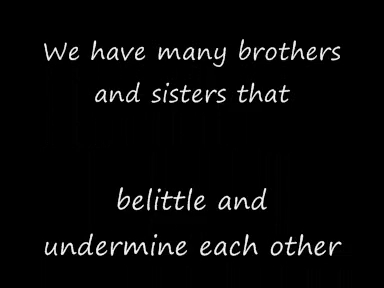 We have many brothers
and sisters that
belittle and
undermine each other